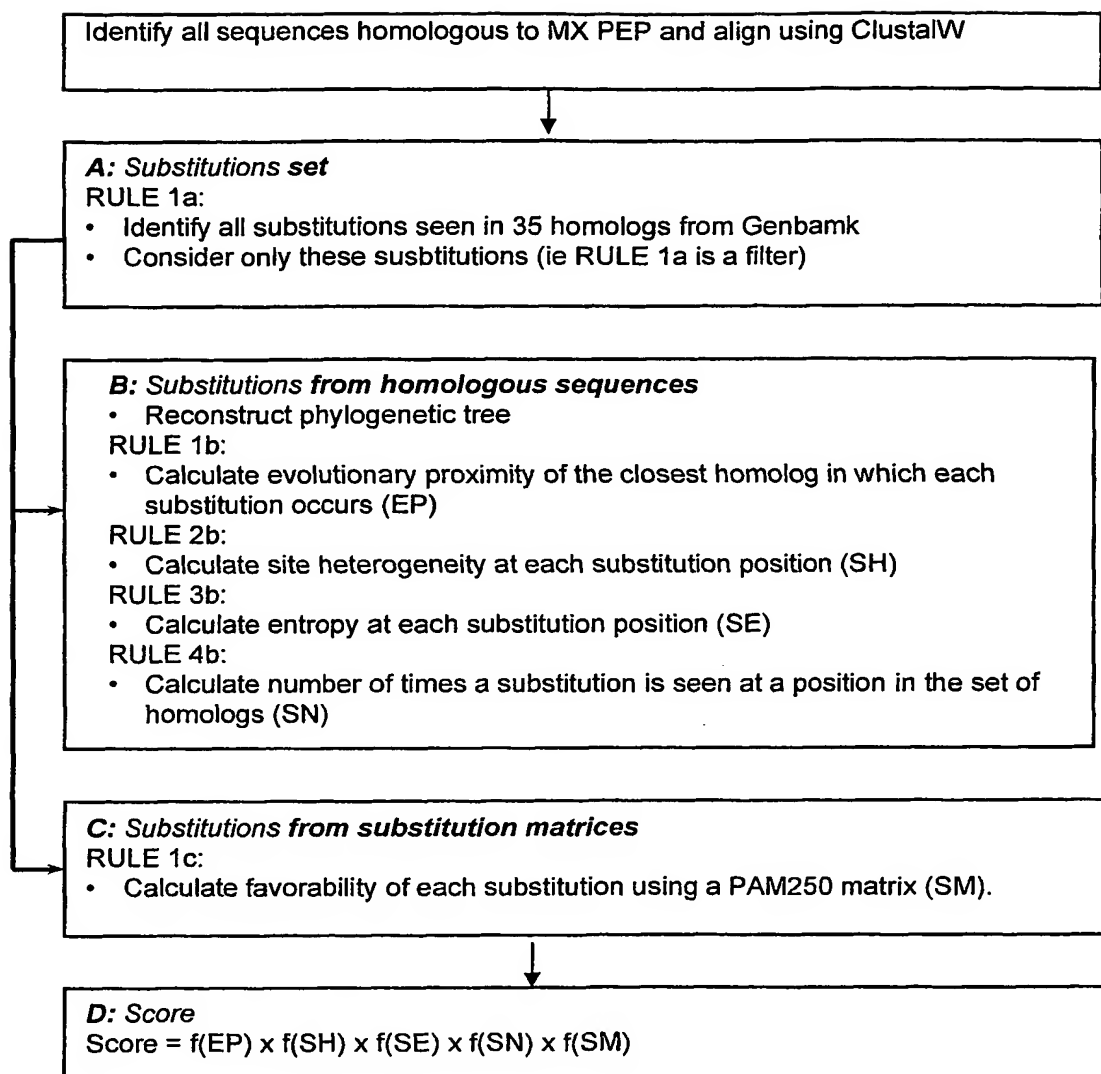 Identify all sequences homologous to MX PEP and align using ClustalW
A: Substitutions set
RULE 1a:
• Identify all substitutions seen in 35 homologs from Genbamk
• Consider only these susbtitutions (ie RULE 1a is a filter)
B: Substitutions from homologous sequences
• Reconstruct phylogenetic tree
RULE 1b:
• Calculate evolutionary proximity of the closest homolog in which each
substitution occurs (EP)
RULE 2b:
• Calculate site heterogeneity at each substitution position (SH)
RULE 3b:
• Calculate entropy at each substitution position (SE)
RULE 4b:
• Calculate number of times a substitution is seen at a position in the set of
homologs (SN)
C: Substitutions from substitution matrices
RULE 1c:
• Calculate favorability of each substitution using a PAM250 matrix (SM).
D: Score
Score = f(EP) x f(SH) x f(SE) x f(SN) x f(SM)